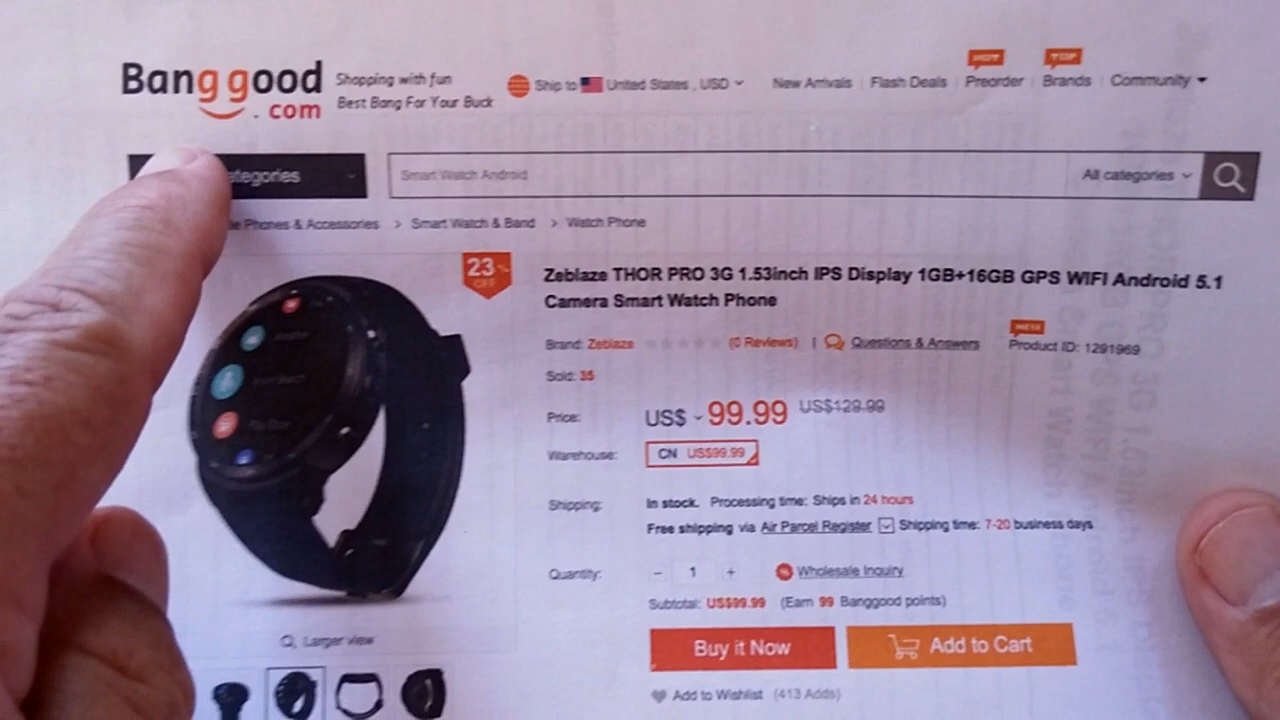 Banggood
.com
Shopping with fun
Best Bang For Your Buck
Ship to United States , USD
New Arrivals
Flash Deals
HOT
Preorder
TOP
Brands
Community
ategories
Smart Watch Android
All categories
e Phones & Accessories > Smart Watch & Band > Watch Phone
23%
OFF
Zeblaze THOR PRO 3G 1.53inch IPS Display 1GB+16GB GPS WIFI Android 5.1
Camera Smart Watch Phone
Brand: Zeblaze (0 Reviews) | Questions & Answers
NEW
Product ID: 1291969
Sold: 35
Price: US$ 99.99 US$129.99
Warehouse: CN US$99.99
Shipping: In stock. Processing time: Ships in 24 hours
Free shipping via Air Parcel Register Shipping time: 7-20 business days
Quantity: - 1 + Wholesale Inquiry
Subtotal: US$99.99 (Earn 99 Banggood points)
Larger view
Buy it Now
Add to Cart
Add to Wishlist (413 Adds)